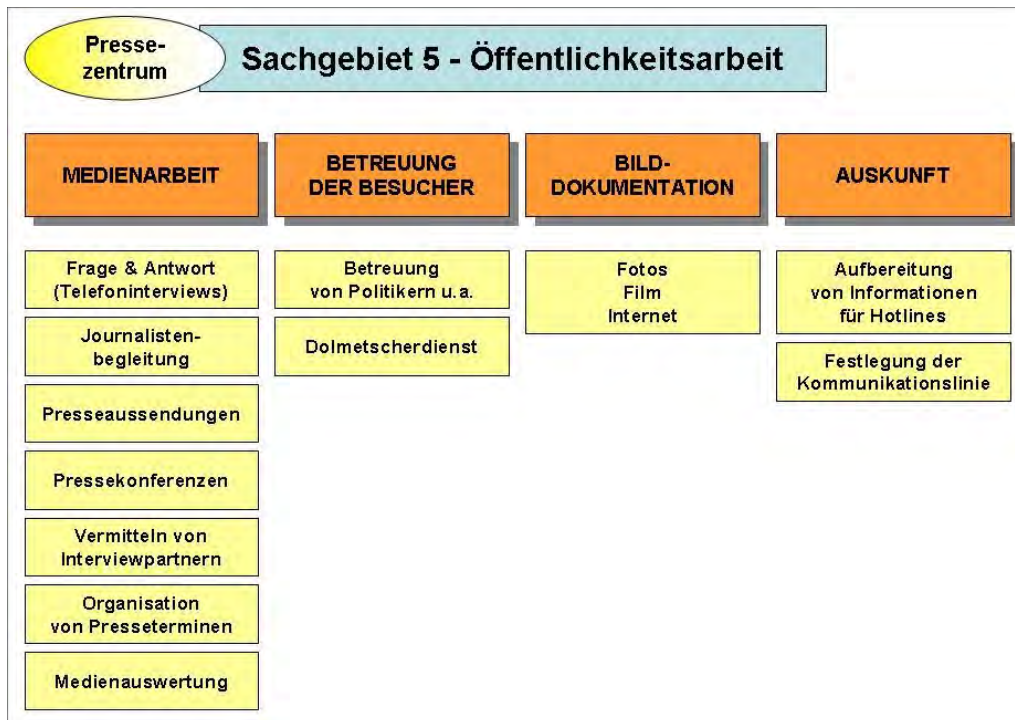 Presse-
zentrum
Sachgebiet 5 - Öffentlichkeitsarbeit
MEDIENARBEIT
Frage & Antwort
(Telefoninterviews)
Journalisten-
begleitung
Presseaussendungen
Pressekonferenzen
Vermitteln von
Interviewpartnern
Organisation
von Presseterminen
Medienauswertung
BETREUUNG
DER BESUCHER
Betreuung
von Politikern u.a.
Dolmetscherdienst
BILD-
DOKUMENTATION
Fotos
Film
Internet
AUSKUNFT
Aufbereitung
von Informationen
für Hotlines
Festlegung der
Kommunikationslinie